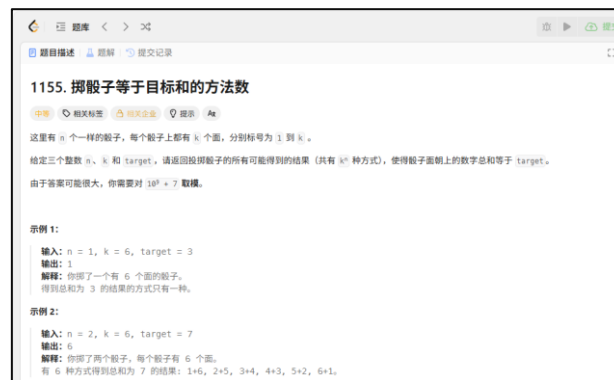 题库
提交
题目描述 题解 提交记录
1155. 掷骰子等于目标和的方法数
中等 相关标签 相关企业 提示 Aʑ
这里有 n 个一样的骰子，每个骰子上都有 k 个面，分别标号为 1 到 k 。
给定三个整数 n、k 和 target，请返回投掷骰子的所有可能得到的结果（共有 kⁿ 种方式），使得骰子面朝上的数字总和等于 target。
由于答案可能很大，你需要对 10⁹ + 7 取模。
示例 1：
输入：n = 1, k = 6, target = 3
输出：1
解释：你掷了一个有 6 个面的骰子。
得到总和为 3 的结果的方式只有一种。
示例 2：
输入：n = 2, k = 6, target = 7
输出：6
解释：你掷了两个骰子，每个骰子有 6 个面。
有 6 种方式得到总和为 7 的结果: 1+6, 2+5, 3+4, 4+3, 5+2, 6+1。